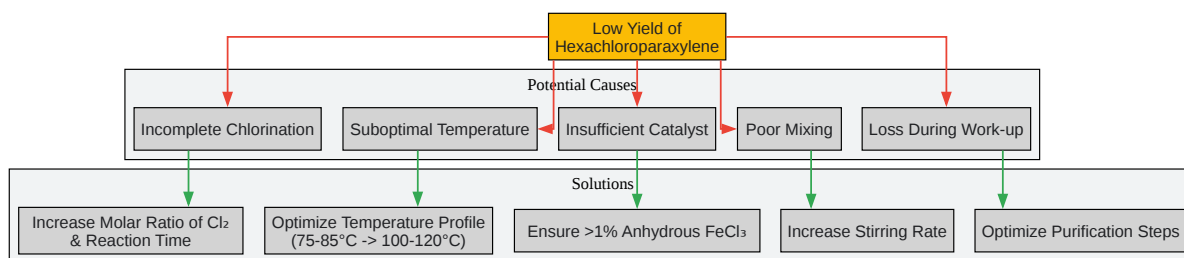 Low Yield of
Hexachloroparaxylene
Potential Causes
Incomplete Chlorination
Suboptimal Temperature
Insufficient Catalyst
Poor Mixing
Loss During Work-up
Solutions
Increase Molar Ratio of Cl₂
& Reaction Time
Optimize Temperature Profile
(75-85°C -> 100-120°C)
Ensure >1% Anhydrous FeCl₃
Increase Stirring Rate
Optimize Purification Steps